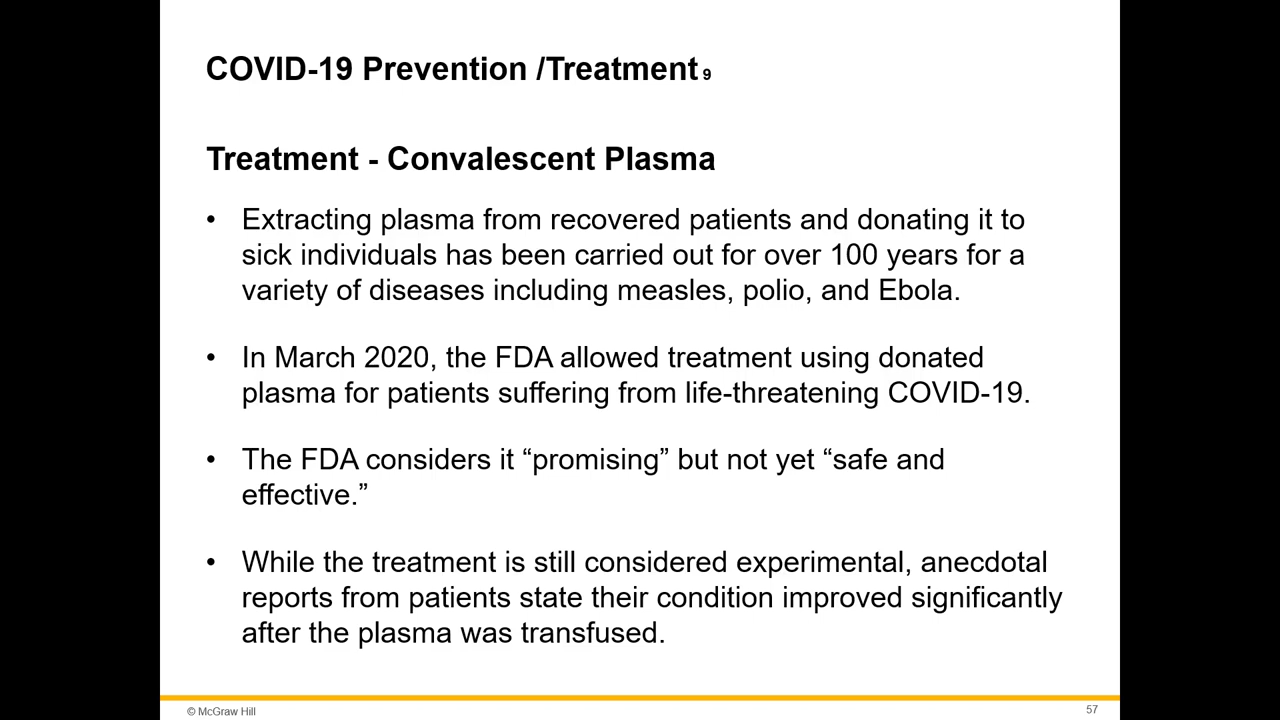 COVID-19 Prevention /Treatment 9
Treatment - Convalescent Plasma
• Extracting plasma from recovered patients and donating it to
sick individuals has been carried out for over 100 years for a
variety of diseases including measles, polio, and Ebola.
• In March 2020, the FDA allowed treatment using donated
plasma for patients suffering from life-threatening COVID-19.
• The FDA considers it “promising” but not yet “safe and
effective.”
• While the treatment is still considered experimental, anecdotal
reports from patients state their condition improved significantly
after the plasma was transfused.
© McGraw Hill
57